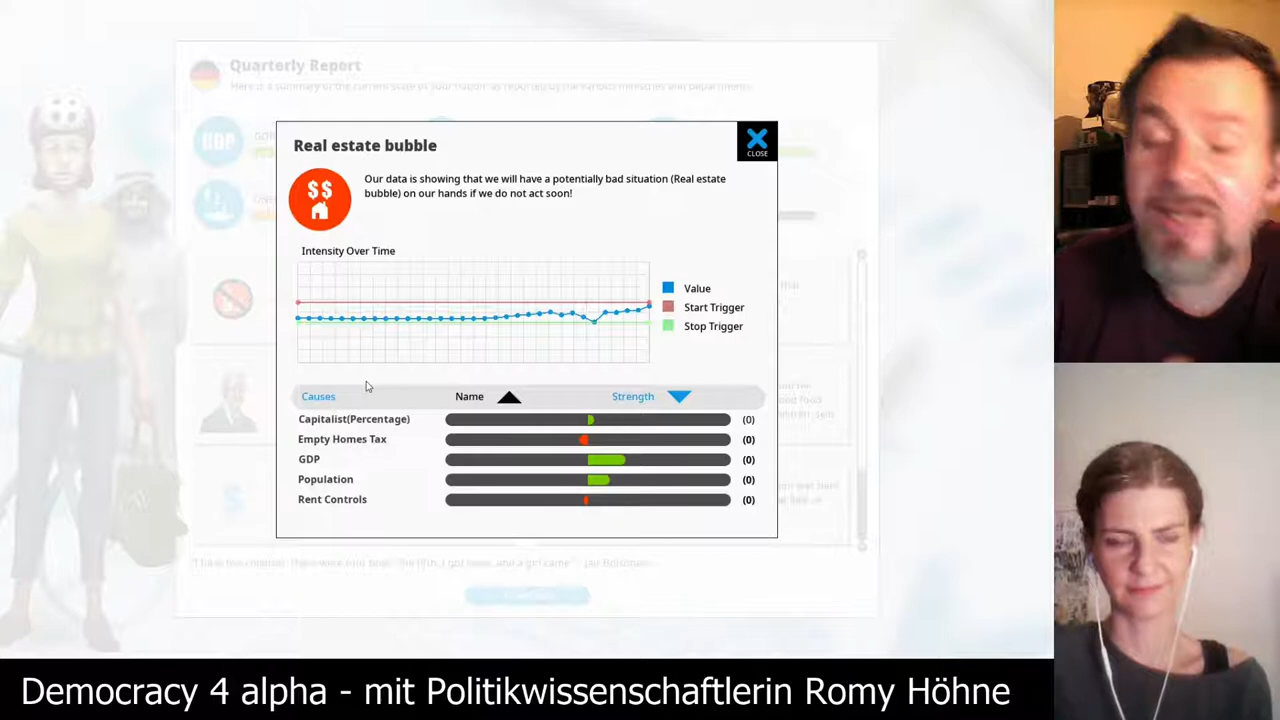 Quarterly Report
Real estate bubble
CLOSE
Our data is showing that we will have a potentially bad situation (Real estate
bubble) on our hands if we do not act soon!
Intensity Over Time
Value
Start Trigger
Stop Trigger
Causes Name Strength
Capitalist(Percentage) (0)
Empty Homes Tax (0)
GDP (0)
Population (0)
Rent Controls (0)
Democracy 4 alpha - mit Politikwissenschaftlerin Romy Höhne